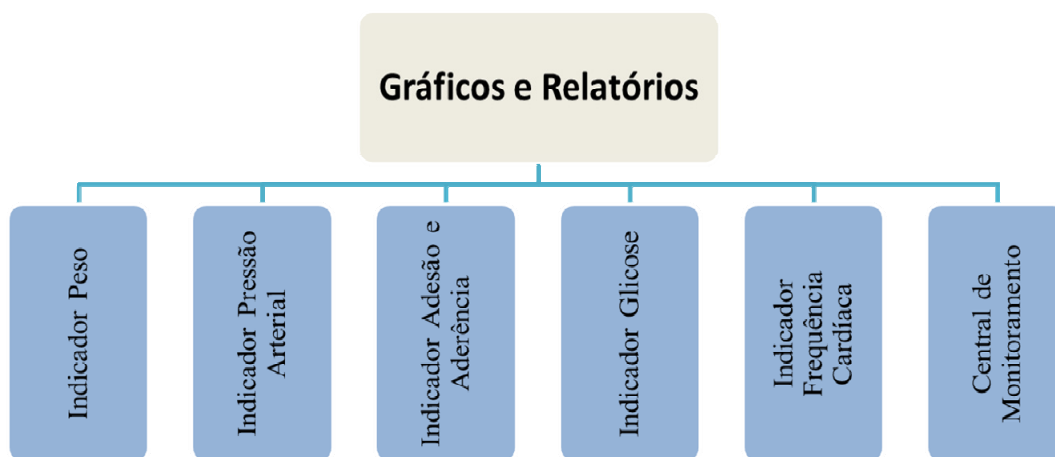 Gráficos e Relatórios
Indicador Peso
Indicador Pressão
Arterial
Indicador Adesão e
Aderência
Indicador Glicose
Indicador
Frequência
Cardíaca
Central de
Monitoramento